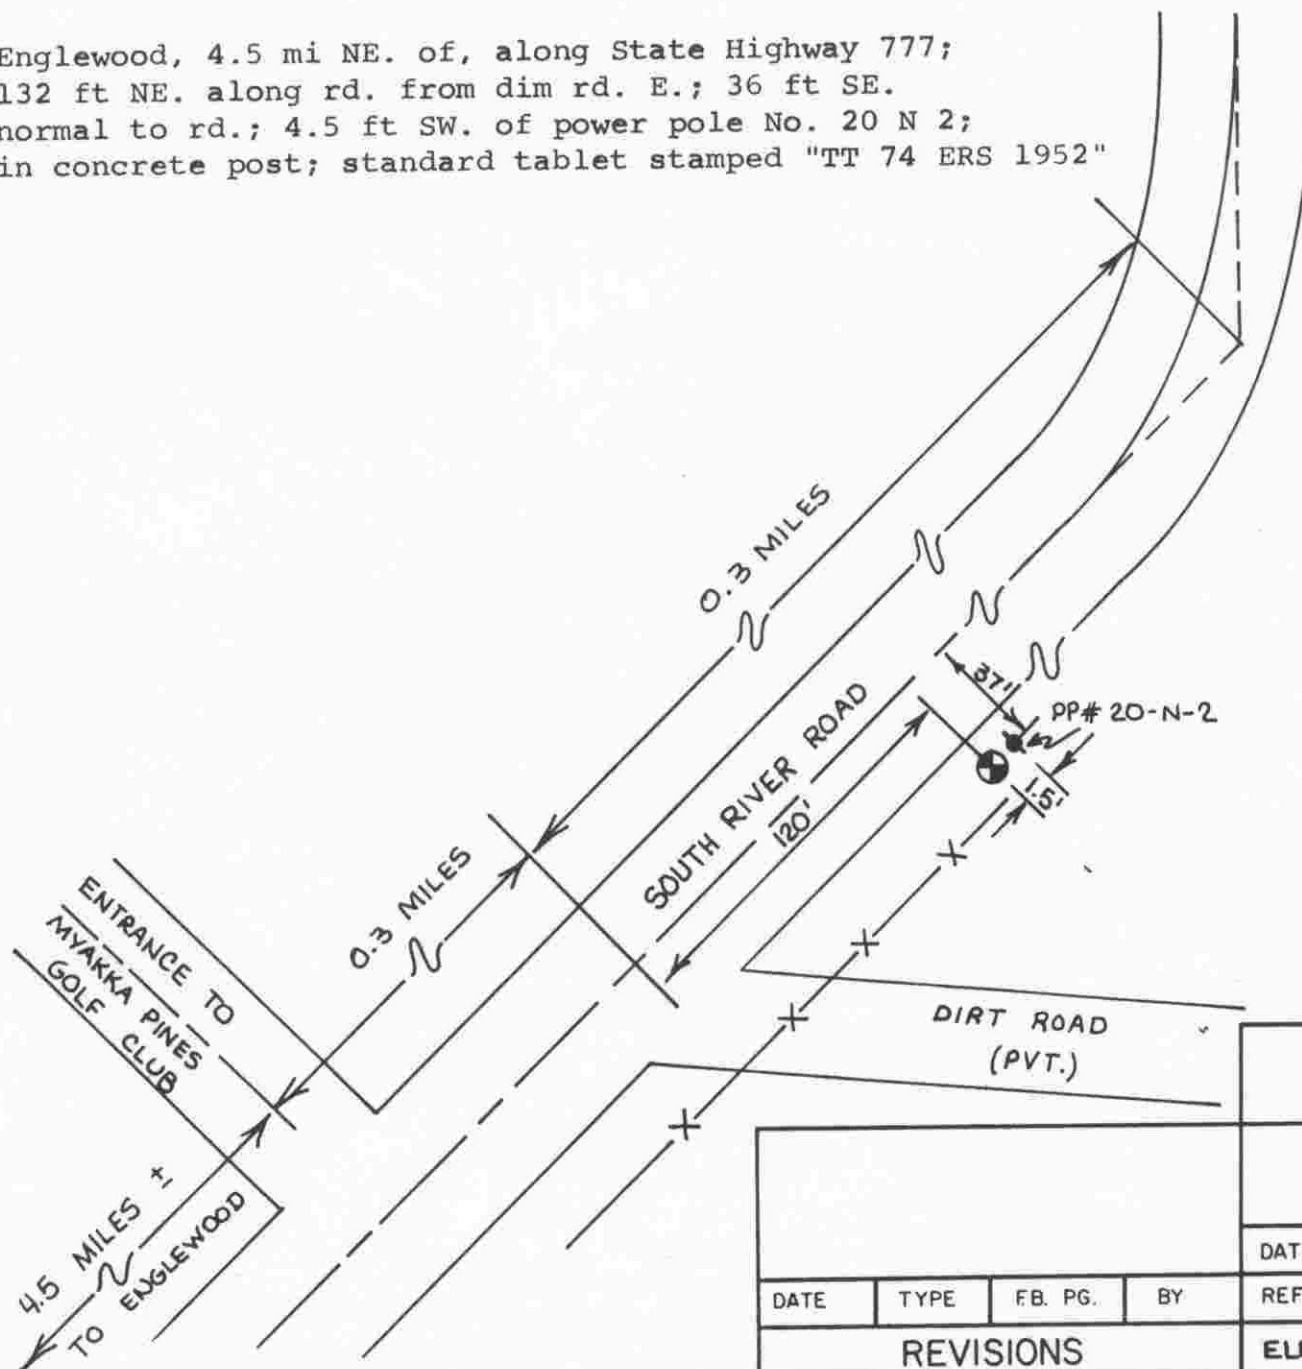 Englewood, 4.5 mi NE. of, along State Highway 777;
132 ft NE. along rd. from dim rd. E.; 36 ft SE.
normal to rd.; 4.5 ft SW. of power pole No. 20 N 2;
in concrete post; standard tablet stamped "TT 74 ERS 1952"
0.3 MILES
37'
PP# 20-N-2
1.5'
SOUTH RIVER ROAD
120'
0.3 MILES
ENTRANCE TO
MYAKKA PINES
GOLF CLUB
DIRT ROAD
(PVT.)
4.5 MILES ±
TO ENGLEWOOD
DATE TYPE F.B. PG. BY
REVISIONS